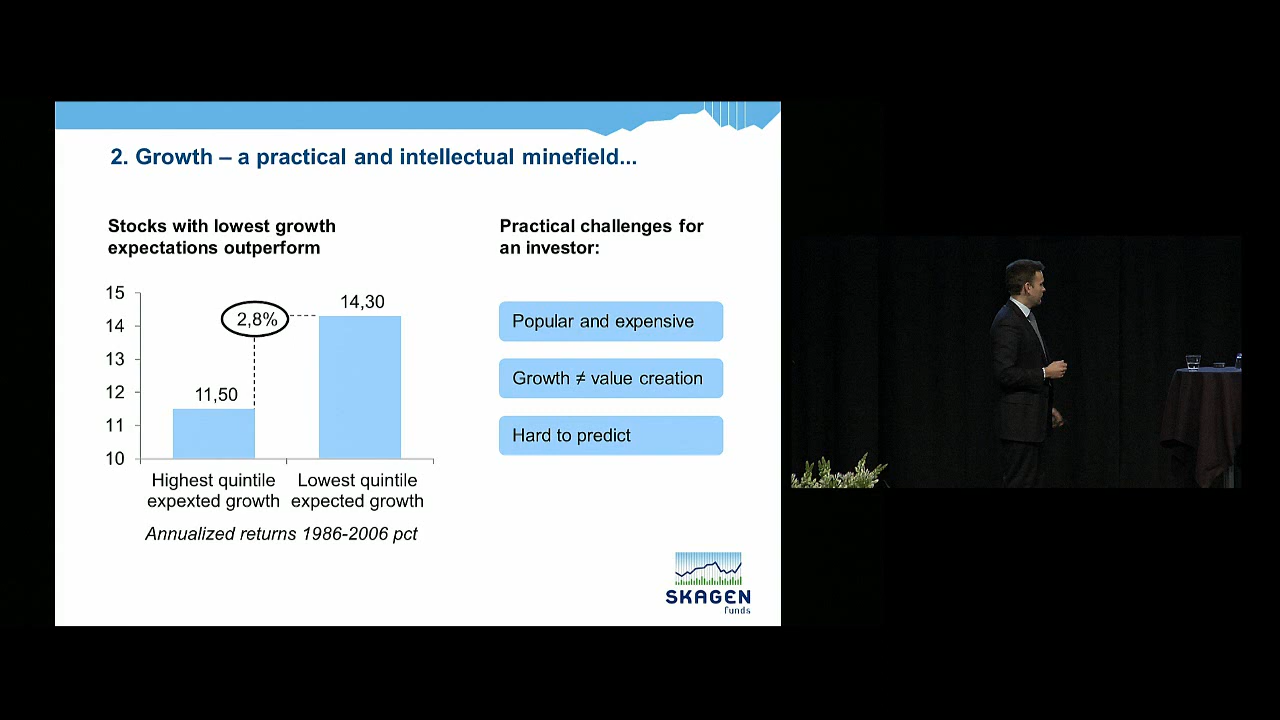 2. Growth – a practical and intellectual minefield...
Stocks with lowest growth
expectations outperform
15
14
13
12
11
10
2,8%
14,30
11,50
Highest quintile
expexted growth
Lowest quintile
expected growth
Annualized returns 1986-2006 pct
Practical challenges for
an investor:
Popular and expensive
Growth ≠ value creation
Hard to predict
SKAGEN
funds